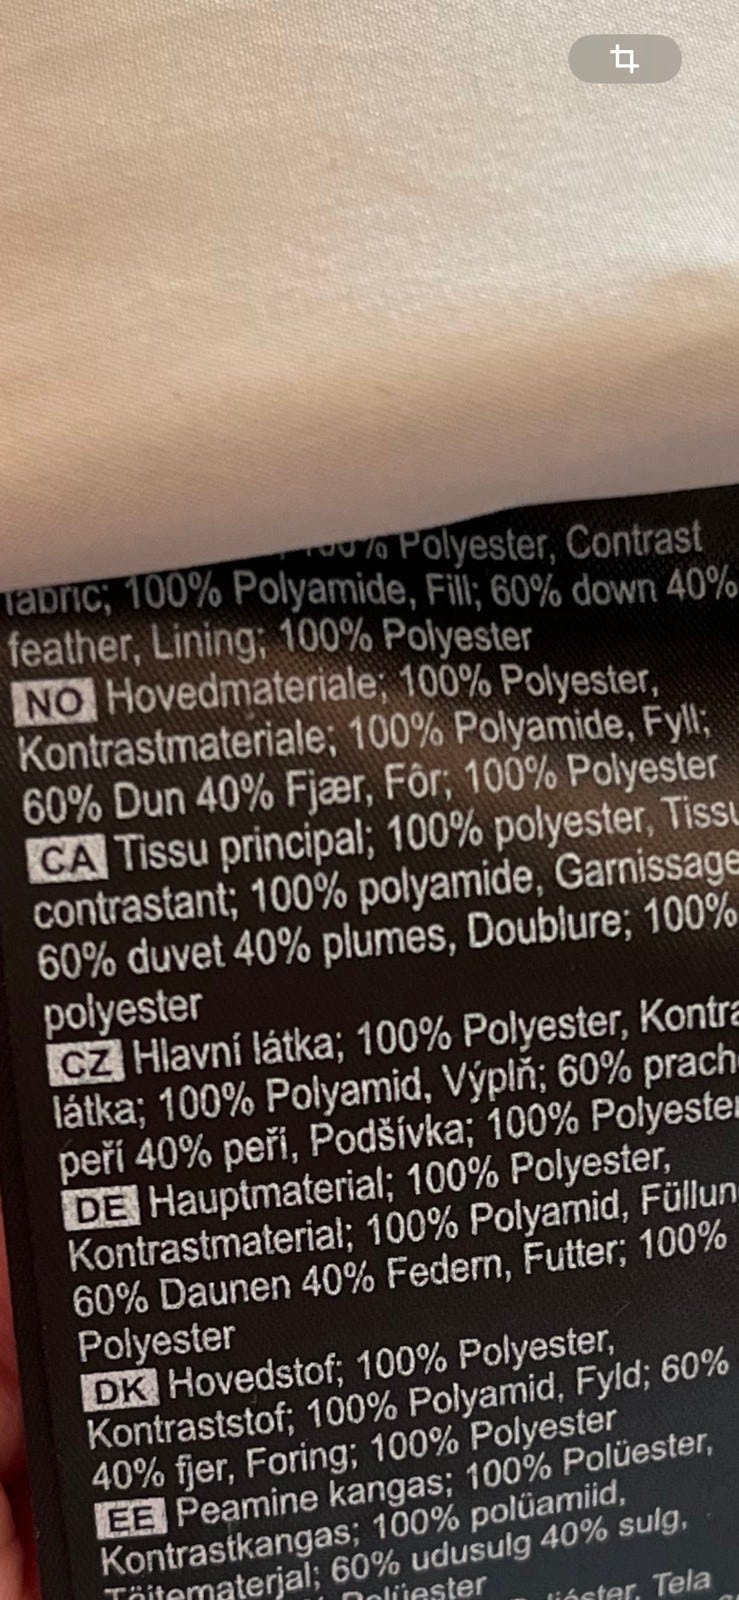 100% Polyester, Contrast
fabric; 100% Polyamide, Fill; 60% down 40%
feather, Lining; 100% Polyester
NO Hovedmateriale; 100% Polyester,
Kontrastmateriale; 100% Polyamide, Fyll;
60% Dun 40% Fjær, Fôr; 100% Polyester
CA Tissu principal; 100% polyester, Tissu
contrastant; 100% polyamide, Garnissage
60% duvet 40% plumes, Doublure; 100%
polyester
CZ Hlavní látka; 100% Polyester, Kontra
látka; 100% Polyamid, Výplň; 60% prach
peří 40% peří, Podšívka; 100% Polyester
DE Hauptmaterial; 100% Polyester,
Kontrastmaterial; 100% Polyamid, Füllun
60% Daunen 40% Federn, Futter; 100%
Polyester
DK Hovedstof; 100% Polyester,
Kontraststof; 100% Polyamid, Fyld; 60%
40% fjer, Foring; 100% Polyester
EE Peamine kangas; 100% Polüester,
Kontrastkangas; 100% polüamiid,
Täitematerjal; 60% udusulg 40% sulg,
Polüester
Tela